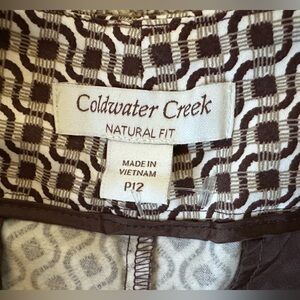 Coldwater Creek
NATURAL FIT
MADE IN
VIETNAM
P12